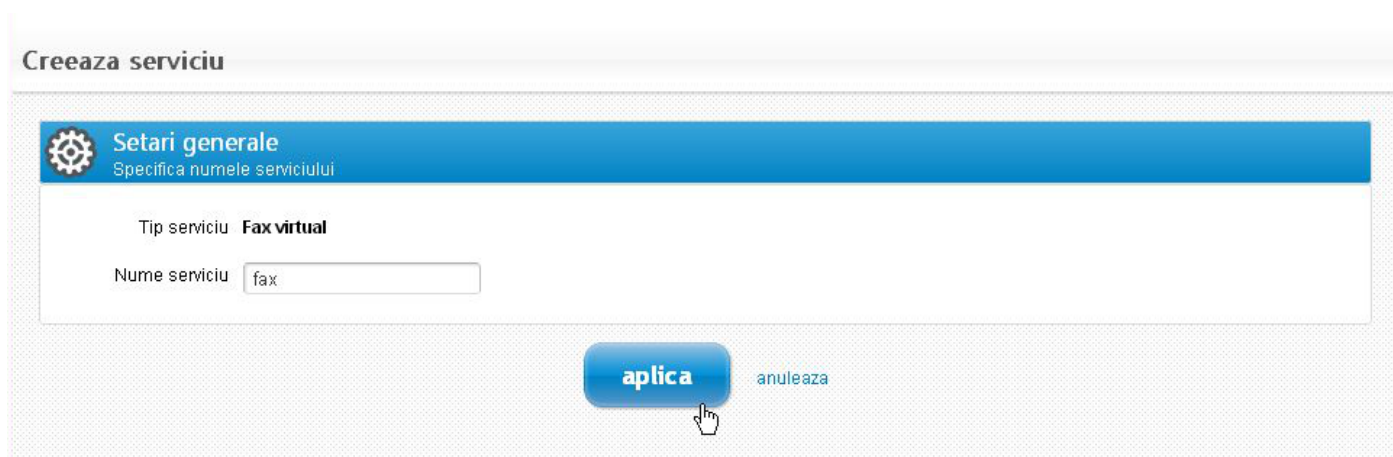 Creeaza serviciu
Setari generale
Specifica numele serviciului
Tip serviciu Fax virtual
Nume serviciu fax
aplica anuleaza